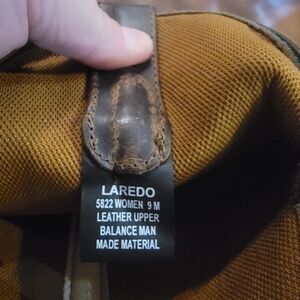 LAREDO
5822 WOMEN 9 M
LEATHER UPPER
BALANCE MAN
MADE MATERIAL